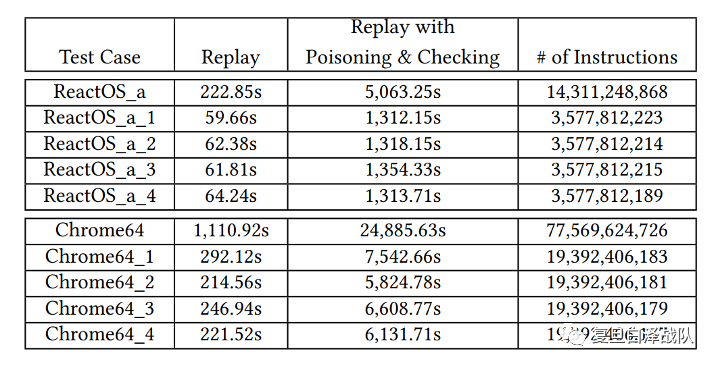 Test Case Replay Replay with Poisoning & Checking # of Instructions
ReactOS_a 222.85s 5,063.25s 14,311,248,868
ReactOS_a_1 59.66s 1,312.15s 3,577,812,223
ReactOS_a_2 62.38s 1,318.15s 3,577,812,214
ReactOS_a_3 61.81s 1,354.33s 3,577,812,215
ReactOS_a_4 64.24s 1,313.71s 3,577,812,189
Chrome64 1,110.92s 24,885.63s 77,569,624,726
Chrome64_1 292.12s 7,542.66s 19,392,406,183
Chrome64_2 214.56s 5,824.78s 19,392,406,181
Chrome64_3 246.94s 6,608.77s 19,392,406,179
Chrome64_4 221.52s 6,131.71s
复旦白泽战队